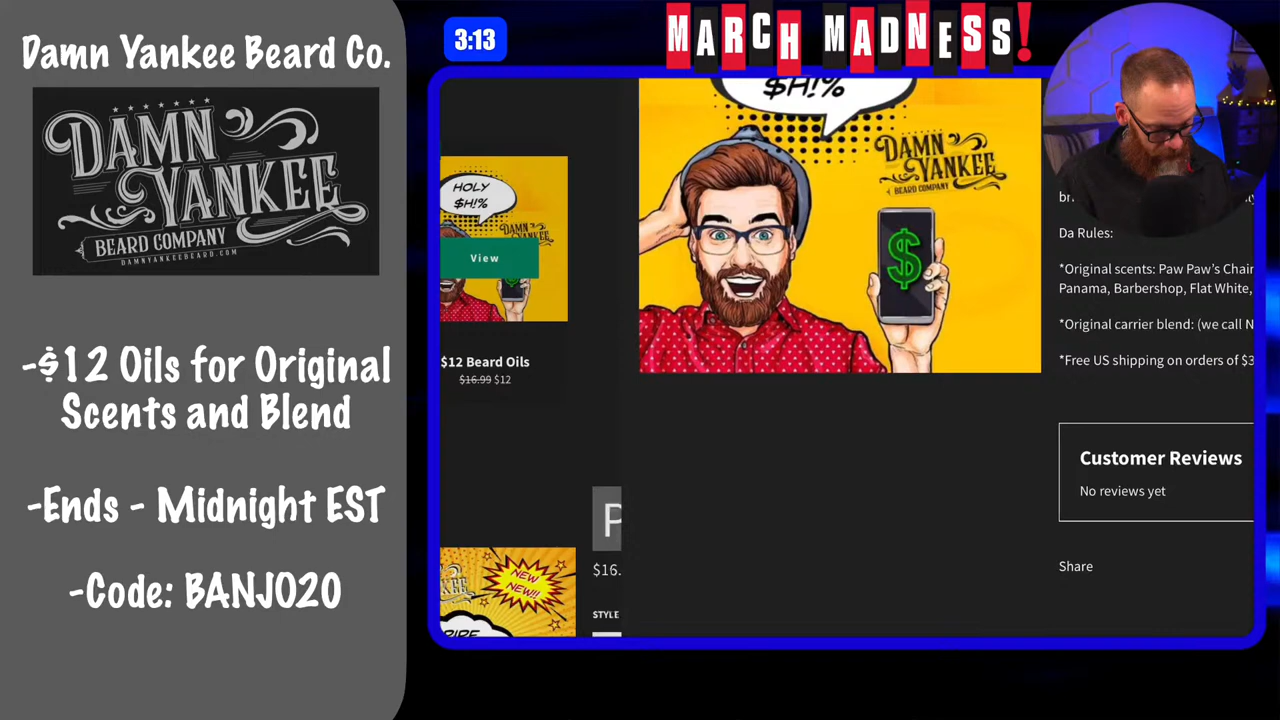 Damn Yankee Beard Co.
DAMN
YANKEE
BEARD COMPANY
DAMNYANKEEBEARD.COM
-$12 Oils for Original
Scents and Blend
-Ends - Midnight EST
-Code: BANJO20
3:13
MARCH MADNESS!
HOLY
$H!%
DAMN
YANKEE
View
$12 Beard Oils
$16.99 $12
NEW
NEW!!
P
$16.
STYLE
$H!%
DAMN
YANKEE
BEARD COMPANY
$
Da Rules:
*Original scents: Paw Paw's Chair
Panama, Barbershop, Flat White,
*Original carrier blend: (we call N
*Free US shipping on orders of $3
Customer Reviews
No reviews yet
Share